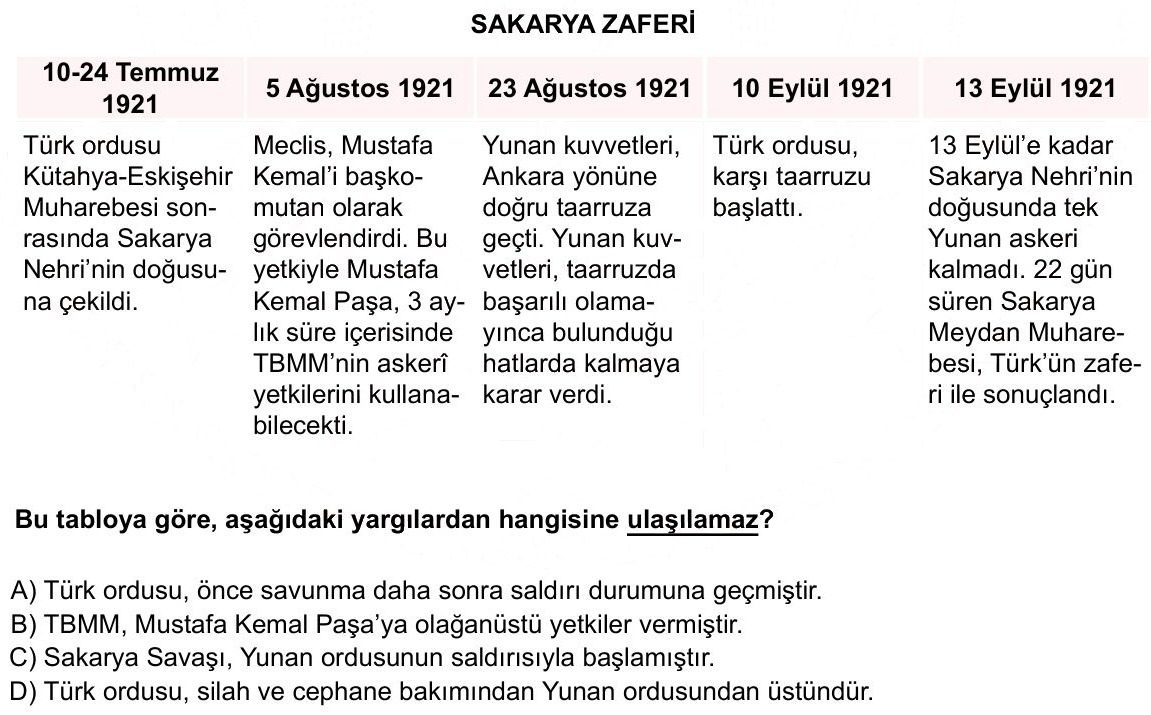 SAKARYA ZAFERİ
10-24 Temmuz
1921
5 Ağustos 1921
23 Ağustos 1921
10 Eylül 1921
13 Eylül 1921
Türk ordusu
Kütahya-Eskişehir
Muharebesi son-
rasında Sakarya
Nehri’nin doğusu-
na çekildi.
Meclis, Mustafa
Kemal’i başko-
mutan olarak
görevlendirdi. Bu
yetkiyle Mustafa
Kemal Paşa, 3 ay-
lık süre içerisinde
TBMM’nin askerî
yetkilerini kullana-
bilecekti.
Yunan kuvvetleri,
Ankara yönüne
doğru taarruza
geçti. Yunan kuv-
vetleri, taarruzda
başarılı olama-
yınca bulunduğu
hatlarda kalmaya
karar verdi.
Türk ordusu,
karşı taarruzu
başlattı.
13 Eylül’e kadar
Sakarya Nehri’nin
doğusunda tek
Yunan askeri
kalmadı. 22 gün
süren Sakarya
Meydan Muhare-
besi, Türk’ün zafe-
ri ile sonuçlandı.
Bu tabloya göre, aşağıdaki yargılardan hangisine ulaşılamaz?
A) Türk ordusu, önce savunma daha sonra saldırı durumuna geçmiştir.
B) TBMM, Mustafa Kemal Paşa’ya olağanüstü yetkiler vermiştir.
C) Sakarya Savaşı, Yunan ordusunun saldırısıyla başlamıştır.
D) Türk ordusu, silah ve cephane bakımından Yunan ordusundan üstündür.